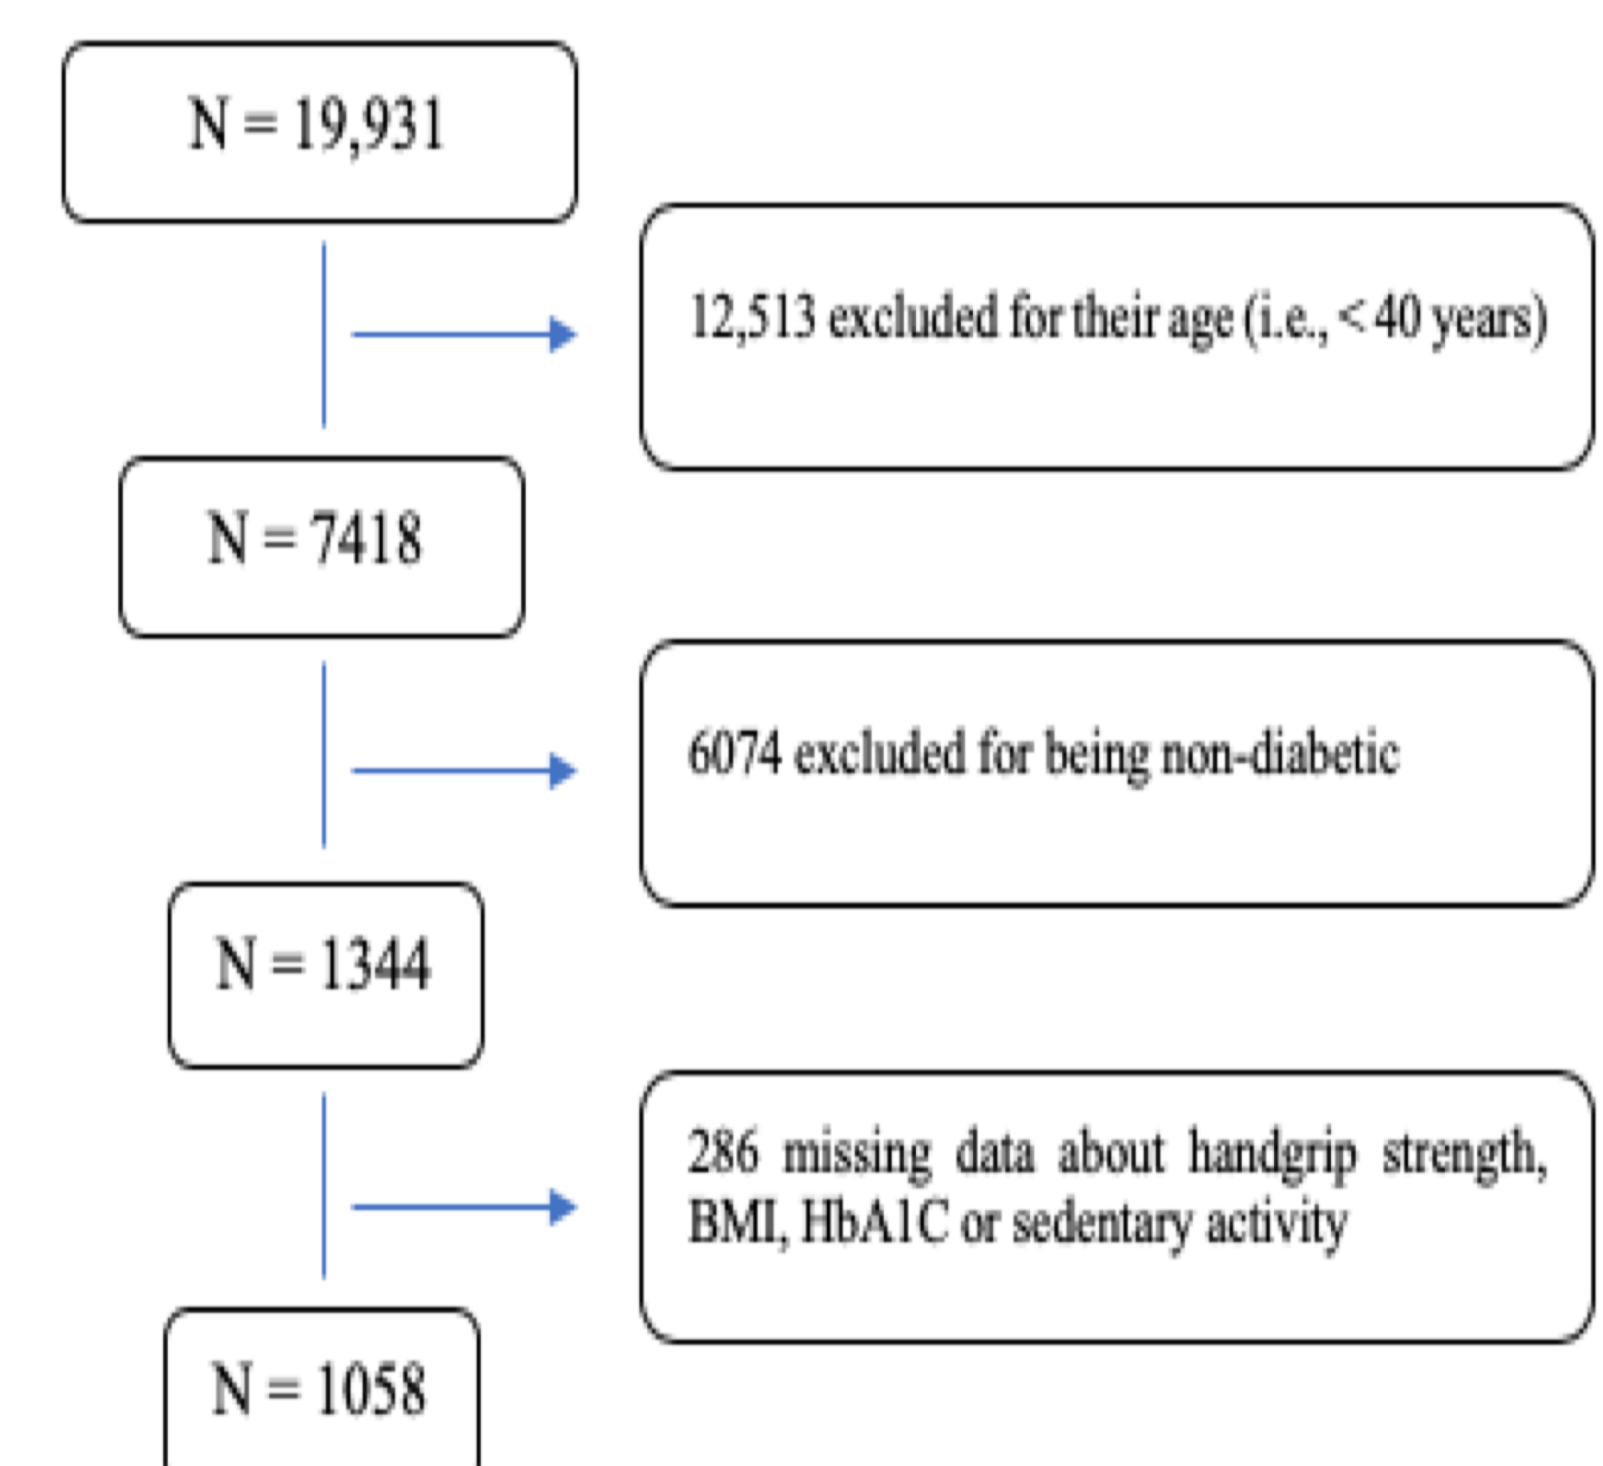 N = 19,931
12,513 excluded for their age (i.e., < 40 years)
N = 7418
6074 excluded for being non-diabetic
N = 1344
286 missing data about handgrip strength,
BMI, HbA1C or sedentary activity
N = 1058